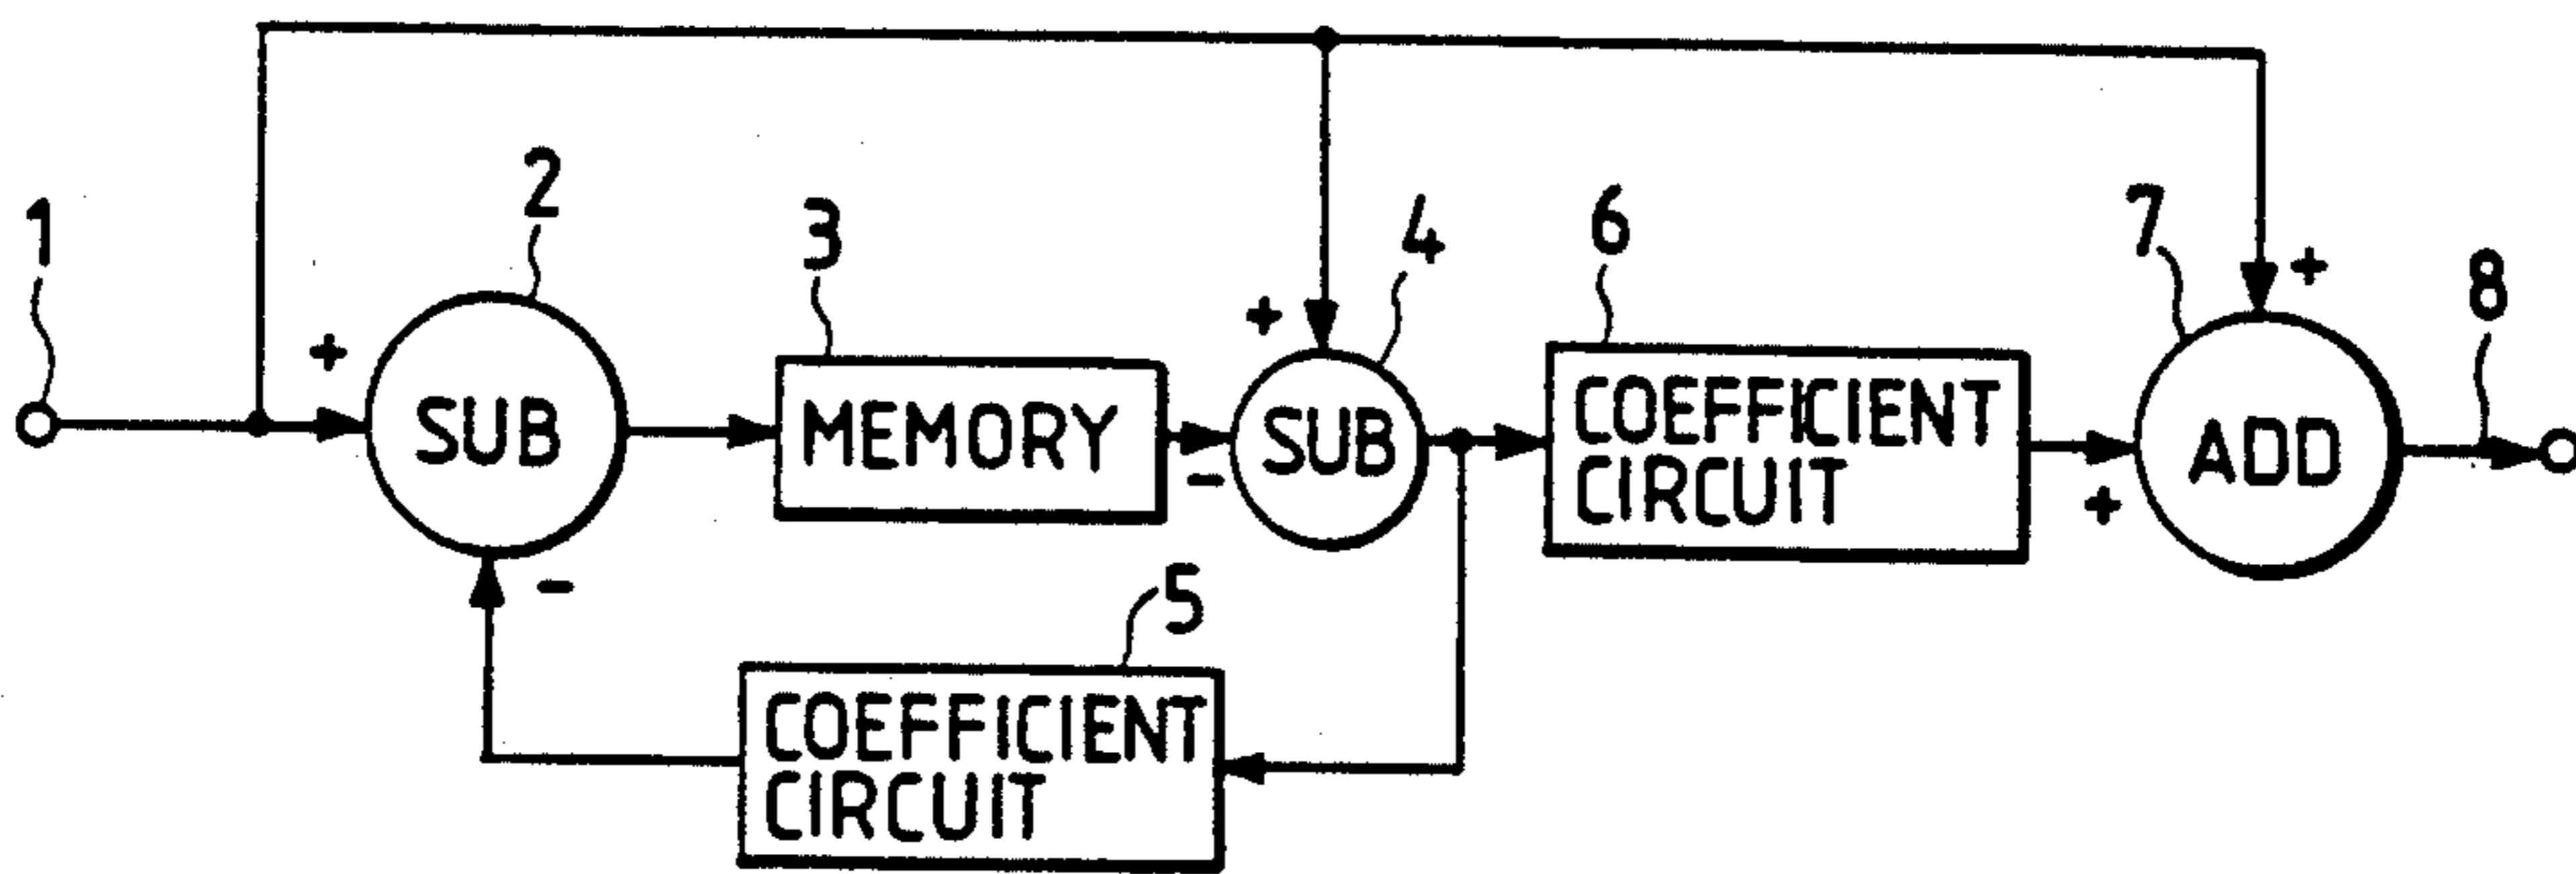 1
2
3
4
6
7
8
+
+
+
SUB
MEMORY
-
SUB
COEFFICIENT
CIRCUIT
+
ADD
-
5
COEFFICIENT
CIRCUIT